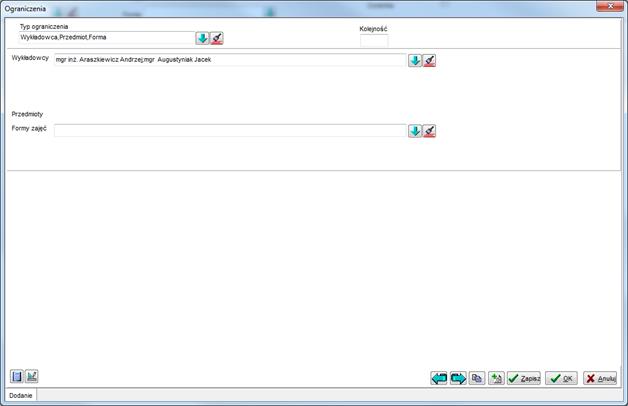 Ograniczenia
Typ ograniczenia
Kolejność
Wykładowca,Przedmiot,Forma
Wykładowcy mgr inż. Araszkiewicz Andrzej;mgr Augustyniak Jacek
Przedmioty
Formy zajęć
Zapisz OK Anuluj
Dodanie